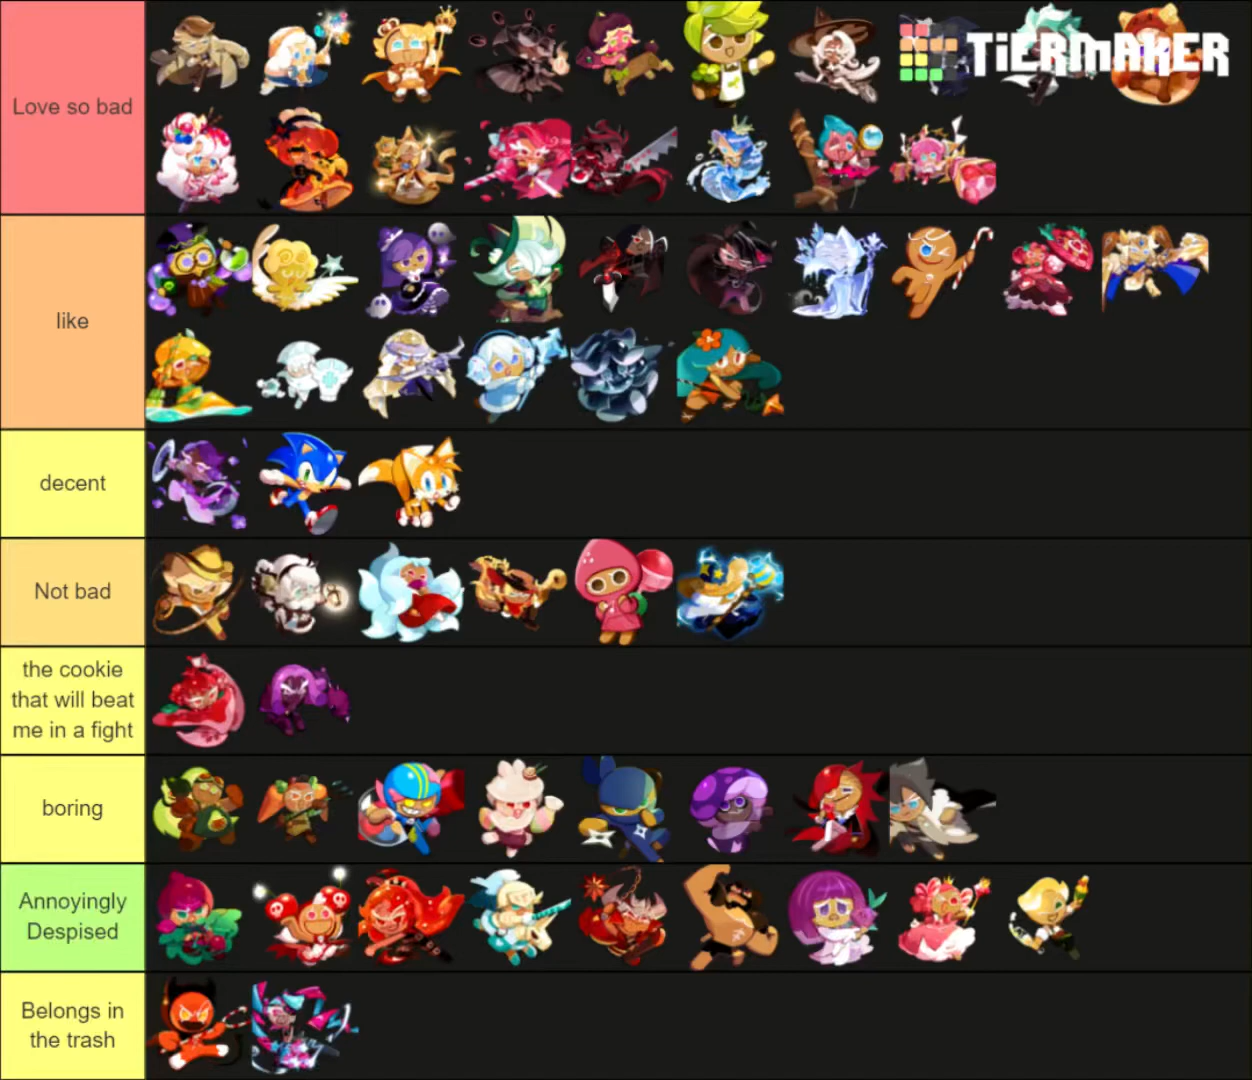 TIERMAKER
Love so bad
like
decent
Not bad
the cookie
that will beat
me in a fight
boring
Annoyingly
Despised
Belongs in
the trash